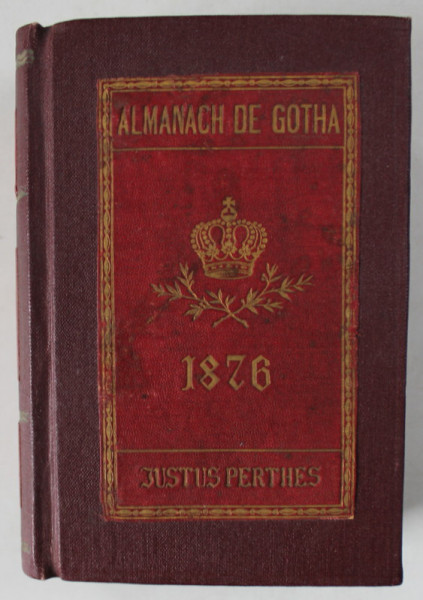 ALMANACH DE GOTHA
1876
JUSTUS PERTHES